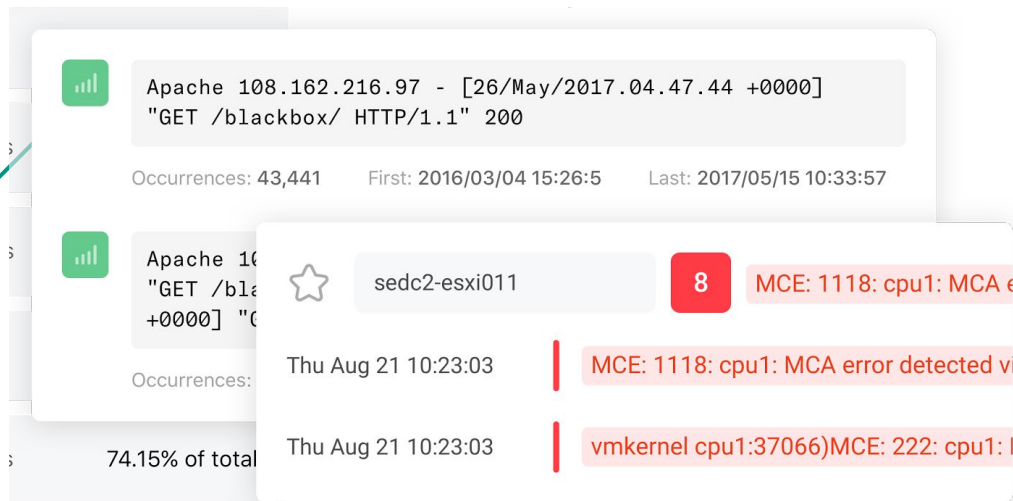 Apache 108.162.216.97 - [26/May/2017.04.47.44 +0000]
"GET /blackbox/ HTTP/1.1" 200
Occurrences: 43,441 First: 2016/03/04 15:26:5 Last: 2017/05/15 10:33:57
Apache
"GET
+0000]
Occurrences:
74.15% of total
sedc2-esxi011 8 MCE: 1118: cpu1: MCA
Thu Aug 21 10:23:03 MCE: 1118: cpu1: MCA error detected
Thu Aug 21 10:23:03 vmkernel cpu1:37066)MCE: 222: cpu1: